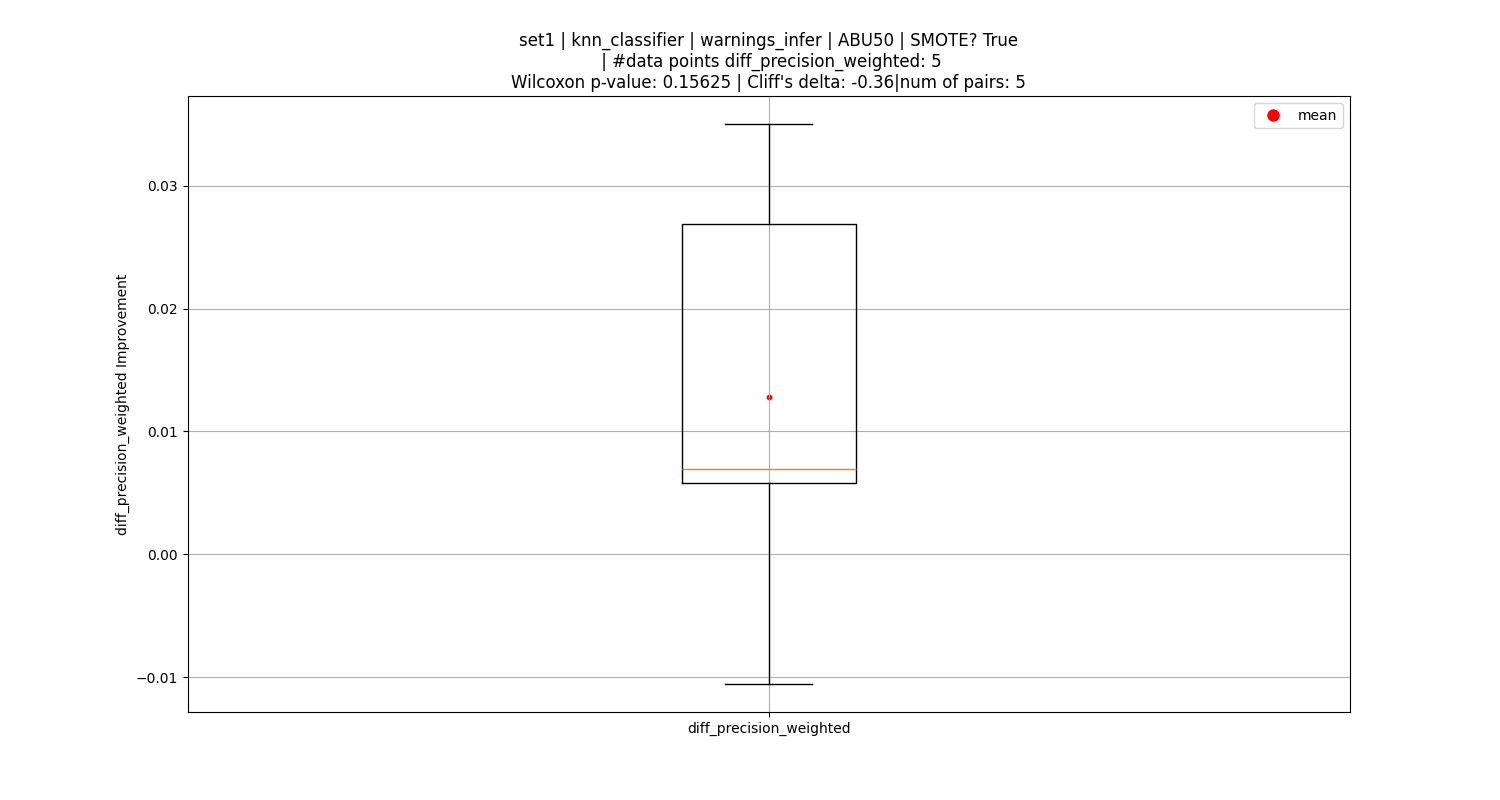 set1 | knn_classifier | warnings_infer | ABU50 | SMOTE? True
| #data points diff_precision_weighted: 5
Wilcoxon p-value: 0.15625 | Cliff's delta: -0.36|num of pairs: 5
mean
0.03
0.02
0.01
0.00
−0.01
diff_precision_weighted Improvement
diff_precision_weighted